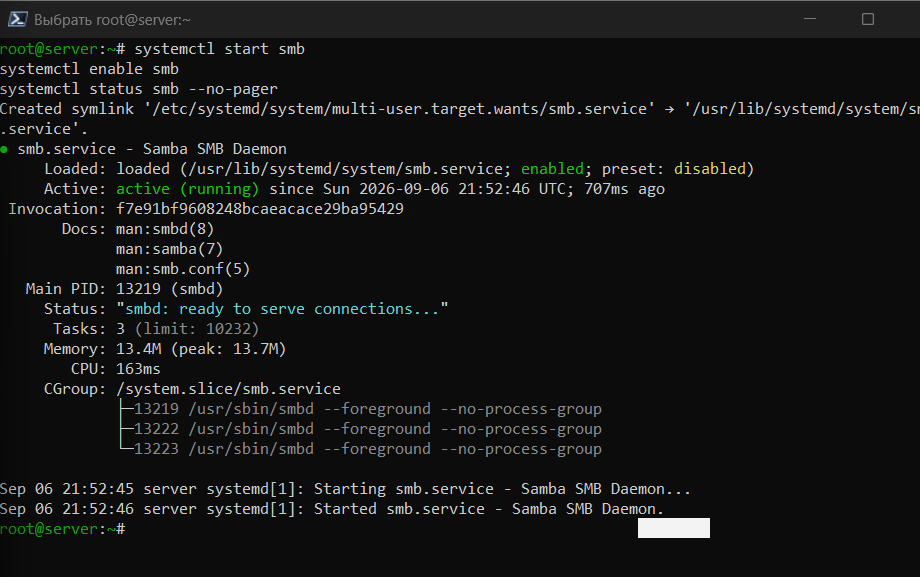 Выбрать root@server:~
root@server:~# systemctl start smb
systemctl enable smb
systemctl status smb --no-pager
Created symlink '/etc/systemd/system/multi-user.target.wants/smb.service' → '/usr/lib/systemd/system/sm
.service'.
● smb.service - Samba SMB Daemon
     Loaded: loaded (/usr/lib/systemd/system/smb.service; enabled; preset: disabled)
     Active: active (running) since Sun 2026-09-06 21:52:46 UTC; 707ms ago
 Invocation: f7e91bf9608248bcaeacace29ba95429
       Docs: man:smbd(8)
             man:samba(7)
             man:smb.conf(5)
   Main PID: 13219 (smbd)
     Status: "smbd: ready to serve connections..."
      Tasks: 3 (limit: 10232)
     Memory: 13.4M (peak: 13.7M)
        CPU: 163ms
     CGroup: /system.slice/smb.service
             ├─13219 /usr/sbin/smbd --foreground --no-process-group
             ├─13222 /usr/sbin/smbd --foreground --no-process-group
             └─13223 /usr/sbin/smbd --foreground --no-process-group

Sep 06 21:52:45 server systemd[1]: Starting smb.service - Samba SMB Daemon...
Sep 06 21:52:46 server systemd[1]: Started smb.service - Samba SMB Daemon.
root@server:~#